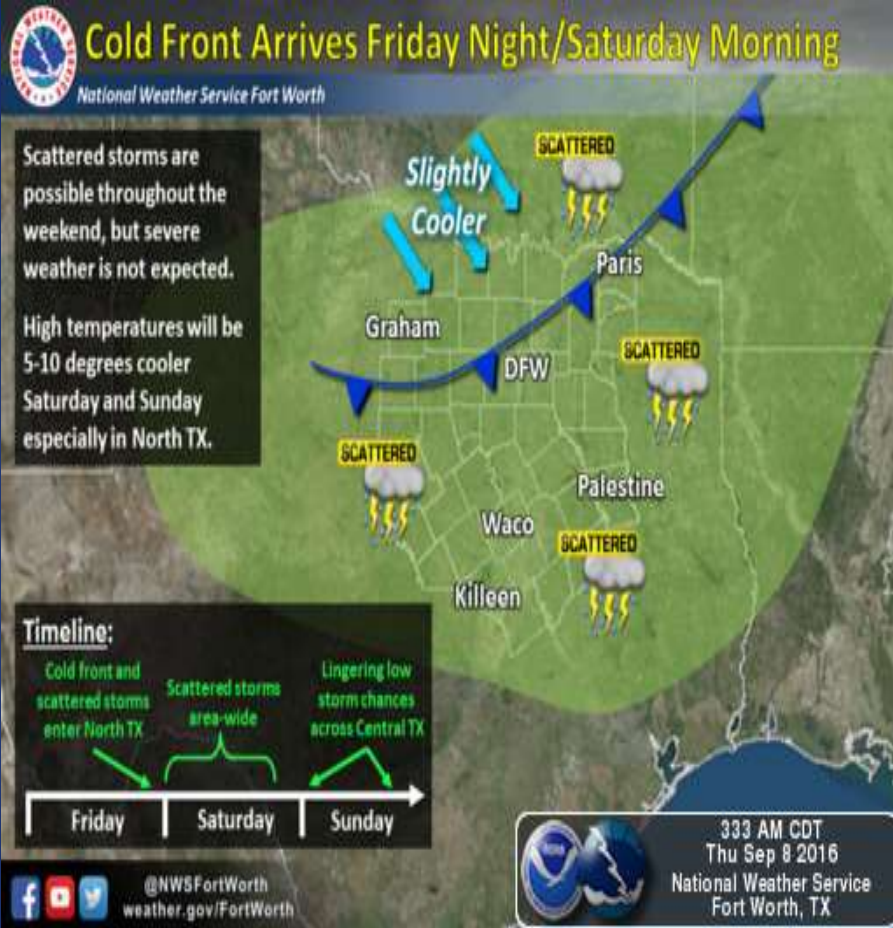 Cold Front Arrives Friday Night/Saturday Morning
NATIONAL WEATHER SERVICE
National Weather Service Fort Worth
Scattered storms are
possible throughout the
weekend, but severe
weather is not expected.
High temperatures will be
5-10 degrees cooler
Saturday and Sunday
especially in North TX.
Slightly
Cooler
SCATTERED
Paris
Graham
SCATTERED
DFW
SCATTERED
Palestine
Waco
SCATTERED
Killeen
Timeline:
Cold front and
scattered storms
enter North TX
Scattered storms
area-wide
Lingering low
storm chances
across Central TX
Friday
Saturday
Sunday
@NWSFortWorth
weather.gov/FortWorth
333 AM CDT
Thu Sep 8 2016
National Weather Service
Fort Worth, TX